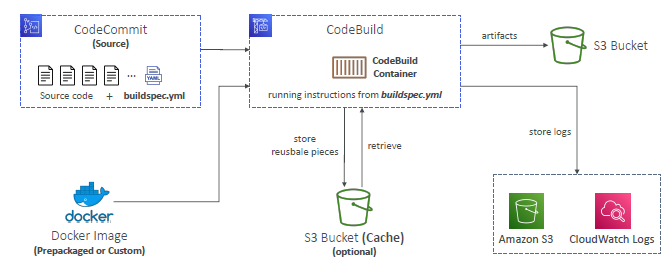 CodeCommit
(Source)
YAML
Source code + buildspec.yml
CodeBuild
CodeBuild
Container
running instructions from buildspec.yml
artifacts
S3 Bucket
store
reusbale pieces
retrieve
store logs
docker
Docker Image
(Prepackaged or Custom)
S3 Bucket (Cache)
(optional)
Amazon S3
CloudWatch Logs